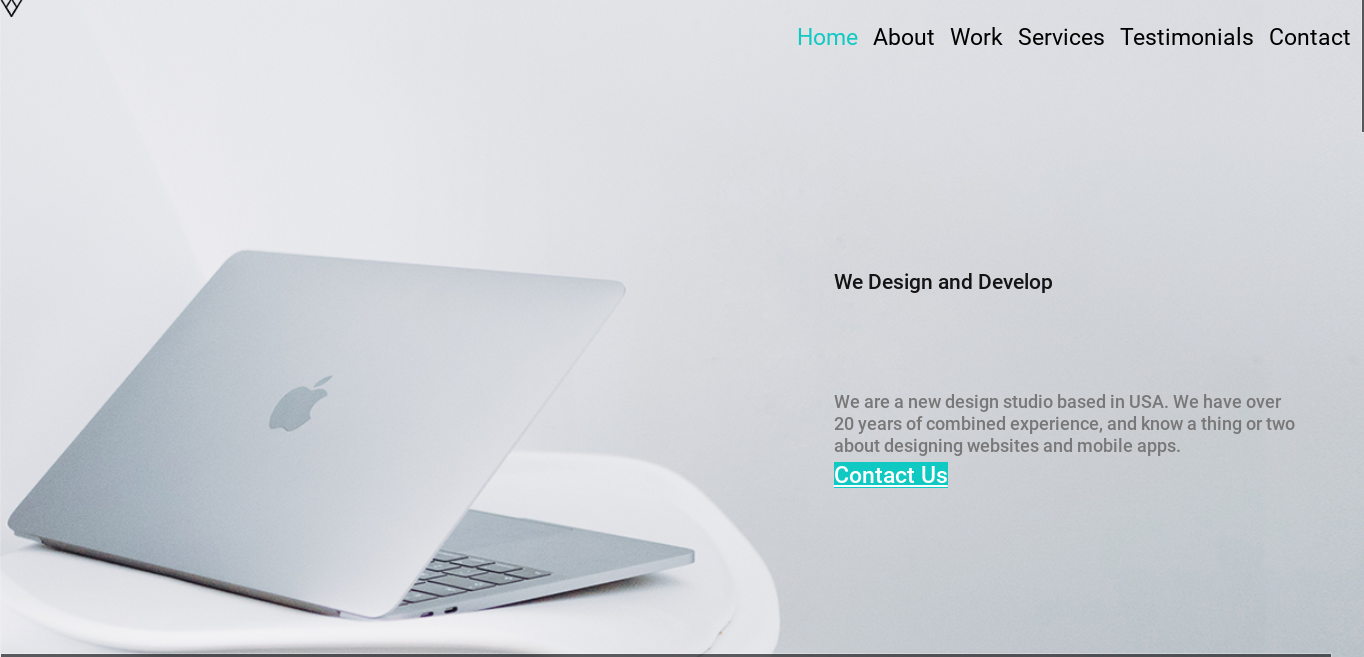 Home About Work Services Testimonials Contact
We Design and Develop
We are a new design studio based in USA. We have over
20 years of combined experience, and know a thing or two
about designing websites and mobile apps.
Contact Us